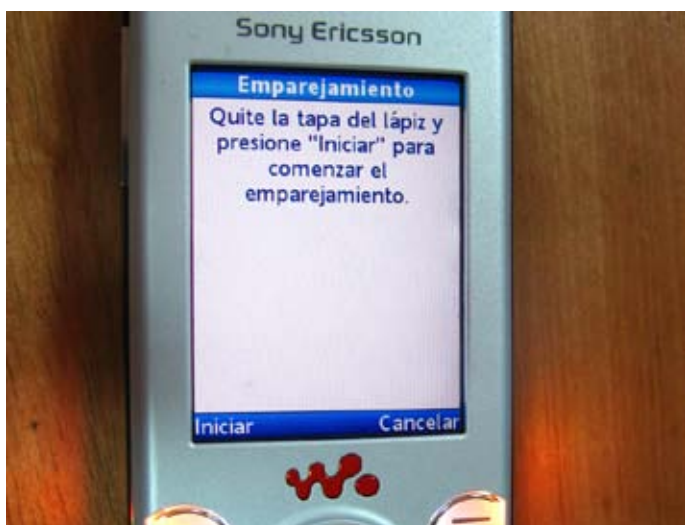 Sony Ericsson
Emparejamiento
Quite la tapa del lápiz y
presione "Iniciar" para
comenzar el
emparejamiento.
Iniciar Cancelar